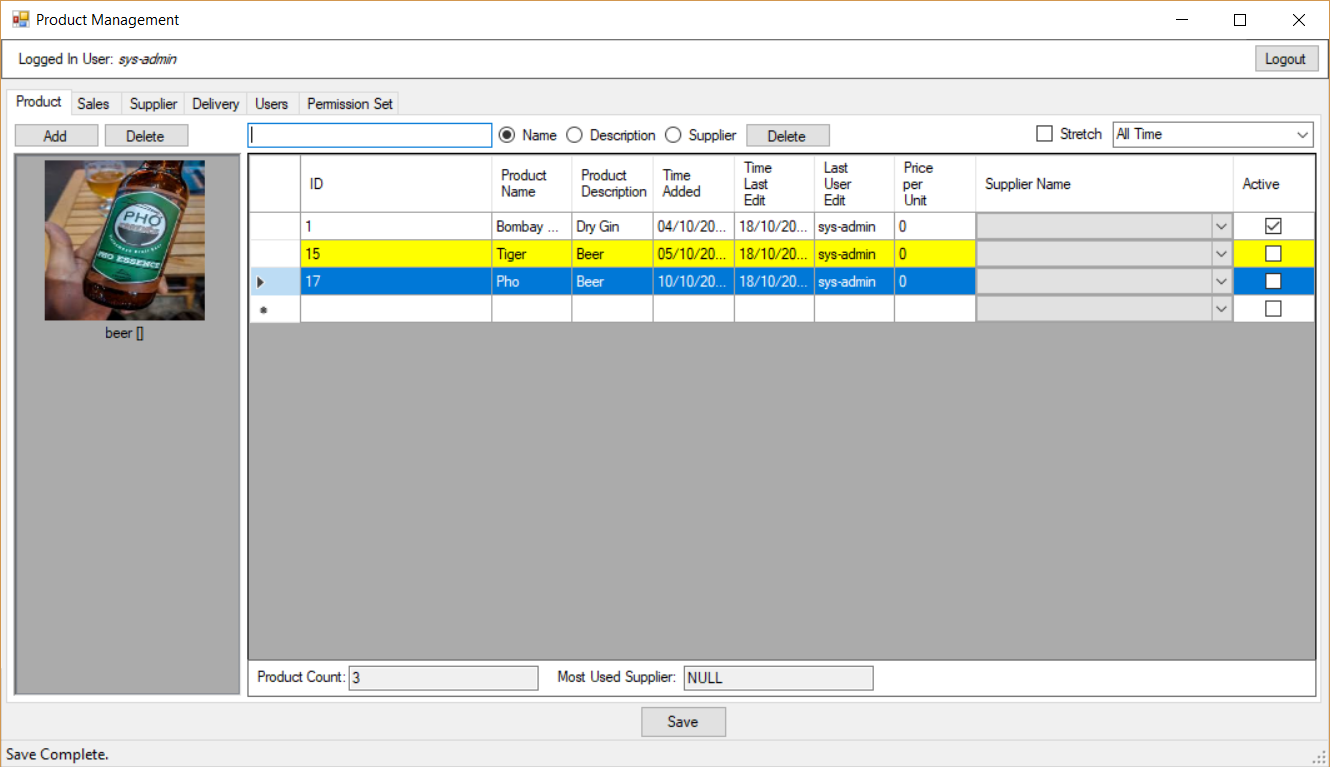 Product Management
Logged In User: sys-admin
Logout
Product Sales Supplier Delivery Users Permission Set
Add Delete Name Description Supplier Delete Stretch All Time
ID Product Name Product Description Time Added Time Last Edit Last User Edit Price per Unit Supplier Name Active
1 Bombay ... Dry Gin 04/10/20... 18/10/20... sys-admin 0
15 Tiger Beer 05/10/20... 18/10/20... sys-admin 0
17 Pho Beer 10/10/20... 18/10/20... sys-admin 0
PHO
PHO ESSENCE
beer []
Product Count: 3 Most Used Supplier: NULL
Save
Save Complete.